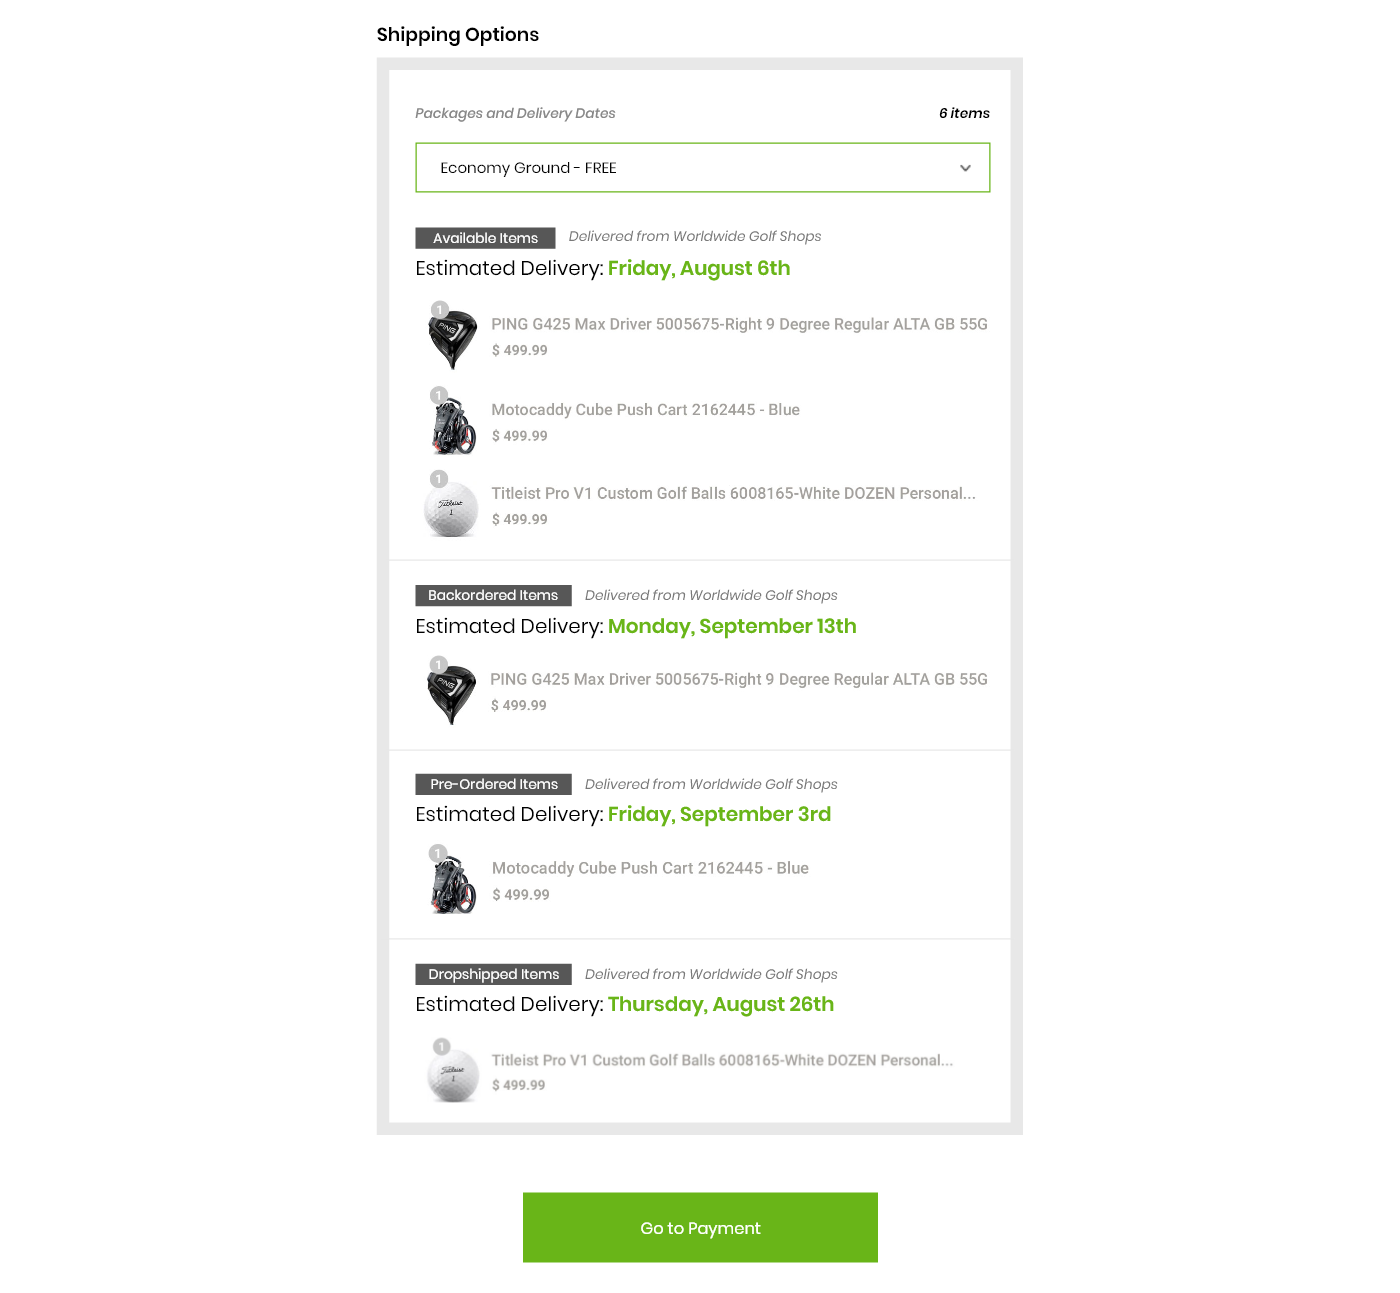 Shipping Options
Packages and Delivery Dates
6 items
Economy Ground - FREE
Available Items
Delivered from Worldwide Golf Shops
Estimated Delivery: Friday, August 6th
1
PING
PING G425 Max Driver 5005675-Right 9 Degree Regular ALTA GB 55G
$ 499.99
1
Motocaddy Cube Push Cart 2162445 - Blue
$ 499.99
1
Titleist
1
Titleist Pro V1 Custom Golf Balls 6008165-White DOZEN Personal...
$ 499.99
Backordered Items
Delivered from Worldwide Golf Shops
Estimated Delivery: Monday, September 13th
1
PING
PING G425 Max Driver 5005675-Right 9 Degree Regular ALTA GB 55G
$ 499.99
Pre-Ordered Items
Delivered from Worldwide Golf Shops
Estimated Delivery: Friday, September 3rd
1
Motocaddy Cube Push Cart 2162445 - Blue
$ 499.99
Dropshipped Items
Delivered from Worldwide Golf Shops
Estimated Delivery: Thursday, August 26th
1
Titleist
1
Titleist Pro V1 Custom Golf Balls 6008165-White DOZEN Personal...
$ 499.99
Go to Payment